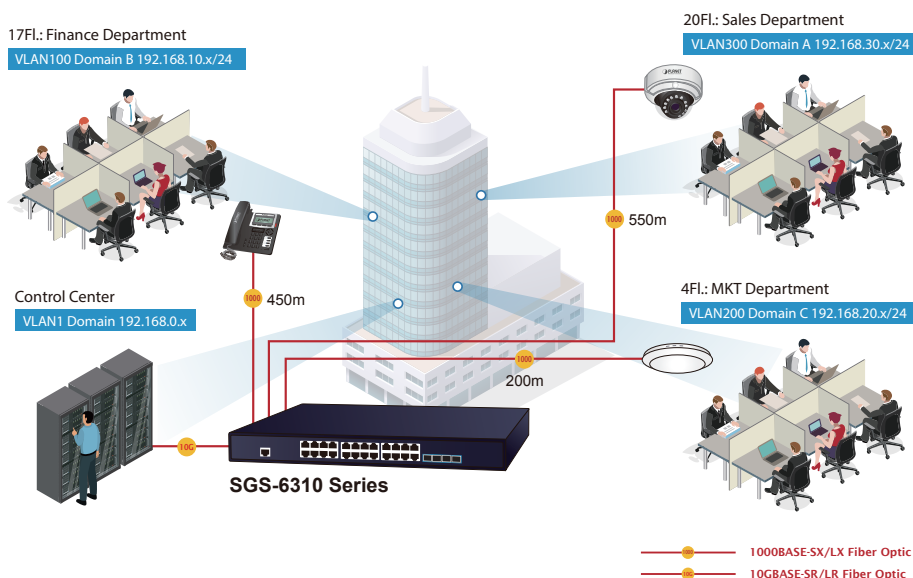 17Fl.: Finance Department
VLAN100 Domain B 192.168.10.x/24
20Fl.: Sales Department
VLAN300 Domain A 192.168.30.x/24
PLANET
1000 550m
Control Center
VLAN1 Domain 192.168.0.x
1000 450m
4Fl.: MKT Department
VLAN200 Domain C 192.168.20.x/24
1000
200m
10G
SGS-6310 Series
1000 1000BASE-SX/LX Fiber Optic
10G 10GBASE-SR/LR Fiber Optic